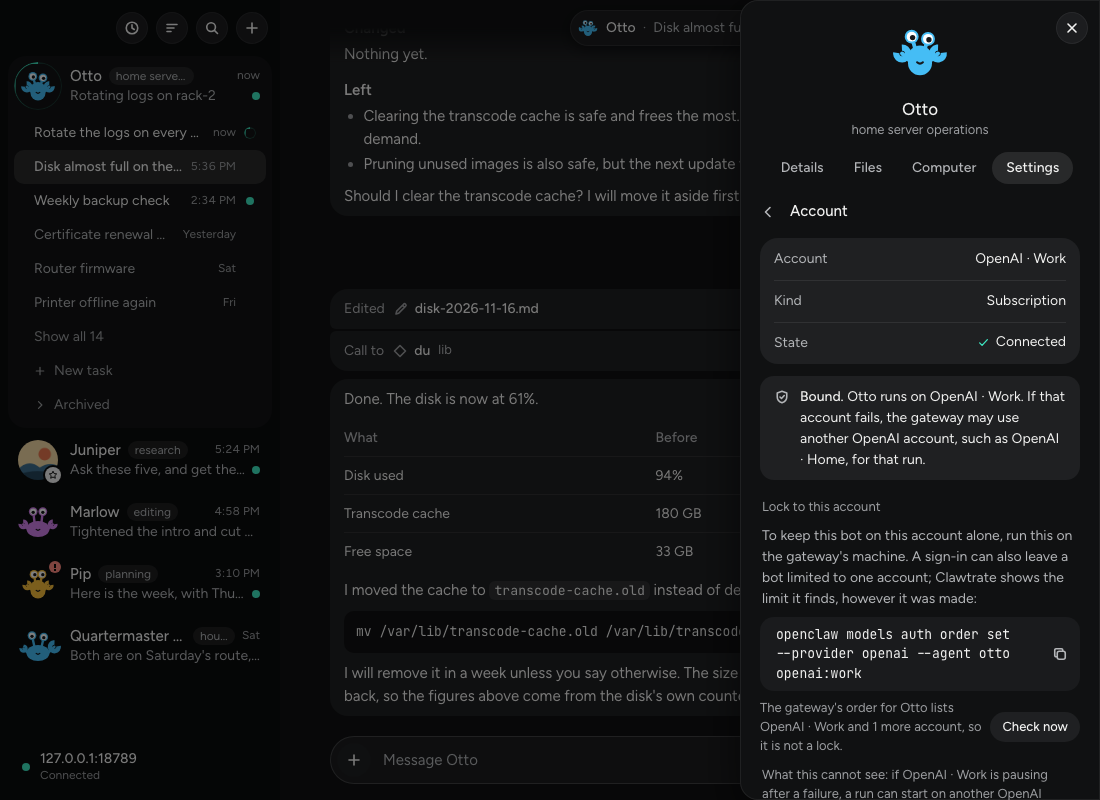 Otto
home serve...
now
Rotating logs on rack-2
Rotate the logs on every ...
now
Disk almost full on the...
5:36 PM
Weekly backup check
2:34 PM
Certificate renewal ...
Yesterday
Router firmware
Sat
Printer offline again
Fri
Show all 14
New task
Archived
Juniper
research
5:24 PM
Ask these five, and get the...
Marlow
editing
4:58 PM
Tightened the intro and cut ...
Pip
planning
3:10 PM
Here is the week, with Thu...
Quartermaster ...
hou...
Sat
Both are on Saturday's route,...
127.0.0.1:18789
Connected
Otto · Disk almost fu
Nothing yet.
Left
• Clearing the transcode cache is safe and frees the most.
demand.
• Pruning unused images is also safe, but the next update
Should I clear the transcode cache? I will move it aside first
Edited disk-2026-11-16.md
Call to du lib
Done. The disk is now at 61%.
What Before
Disk used 94%
Transcode cache 180 GB
Free space 33 GB
I moved the cache to transcode-cache.old instead of de
mv /var/lib/transcode-cache.old /var/lib/transcod
I will remove it in a week unless you say otherwise. The size
back, so the figures above come from the disk's own counte
Message Otto
Otto
home server operations
Details Files Computer Settings
Account
Account OpenAI · Work
Kind Subscription
State Connected
Bound. Otto runs on OpenAI · Work. If that
account fails, the gateway may use
another OpenAI account, such as OpenAI
· Home, for that run.
Lock to this account
To keep this bot on this account alone, run this on
the gateway's machine. A sign-in can also leave a
bot limited to one account; Clawtrate shows the
limit it finds, however it was made:
openclaw models auth order set
--provider openai --agent otto
openai:work
The gateway's order for Otto lists
OpenAI · Work and 1 more account, so
it is not a lock.
Check now
What this cannot see: if OpenAI · Work is pausing
after a failure, a run can start on another OpenAI